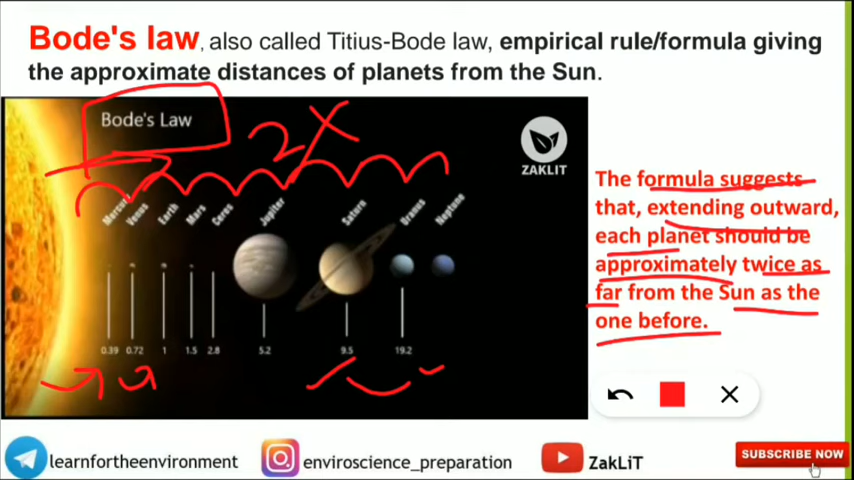 Bode's law, also called Titius-Bode law, empirical rule/formula giving
the approximate distances of planets from the Sun.
Bode's Law
2x
ZAKLIT
Mercury Venus Earth Mars Ceres Jupiter Saturn Uranus Neptune
0.39 0.72 1 1.5 2.8 5.2 9.5 19.2
The formula suggests
that, extending outward,
each planet should be
approximately twice as
far from the Sun as the
one before.
learnfortheenvironment enviroscience_preparation ZakLiT SUBSCRIBE NOW